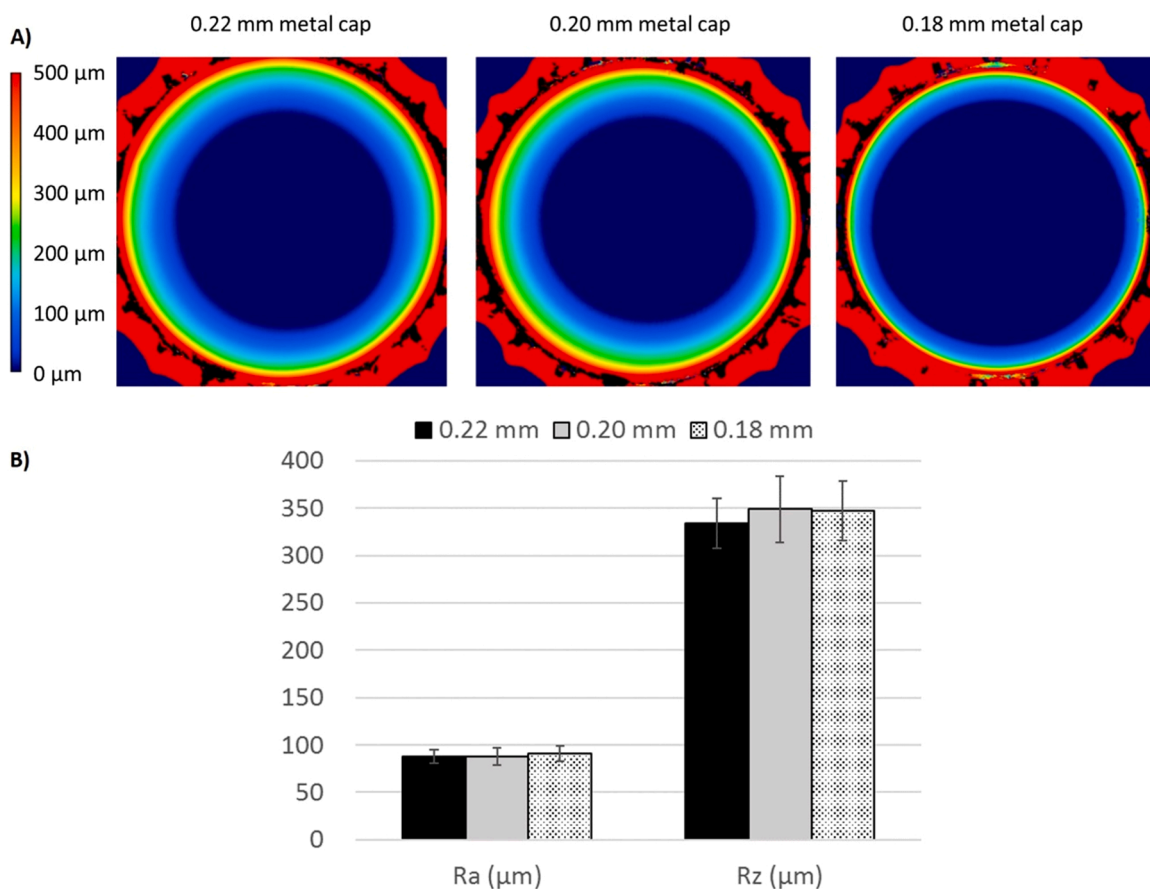 A)
0.22 mm metal cap
0.20 mm metal cap
0.18 mm metal cap
500 µm
400 µm
300 µm
200 µm
100 µm
0 µm
B)
0.22 mm
0.20 mm
0.18 mm
400
350
300
250
200
150
100
50
0
Ra (µm)
Rz (µm)